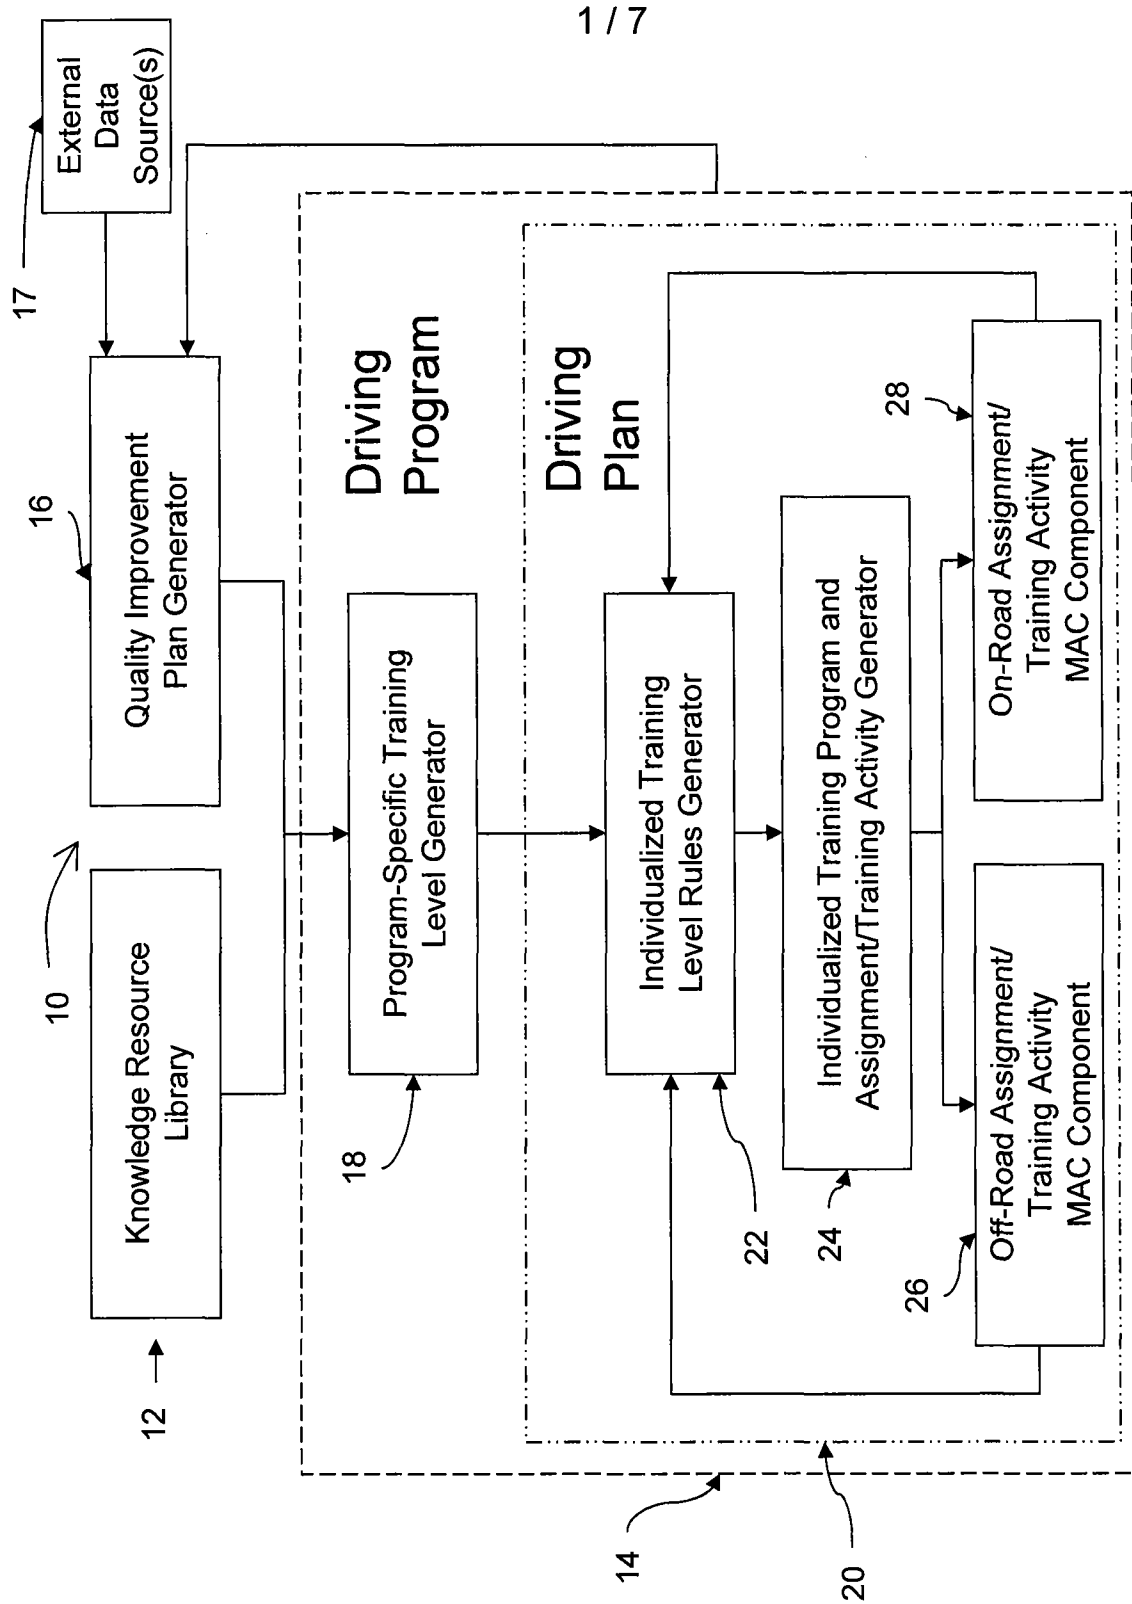 1 / 7
17
External
Data
Source(s)
16
Quality Improvement
Plan Generator
10
Knowledge Resource
Library
12
Driving
Program
Program-Specific Training
Level Generator
18
14
Driving
Plan
Individualized Training
Level Rules Generator
22
Individualized Training Program and
Assignment/Training Activity Generator
24
26
Off-Road Assignment/
Training Activity
MAC Component
28
On-Road Assignment/
Training Activity
MAC Component
20